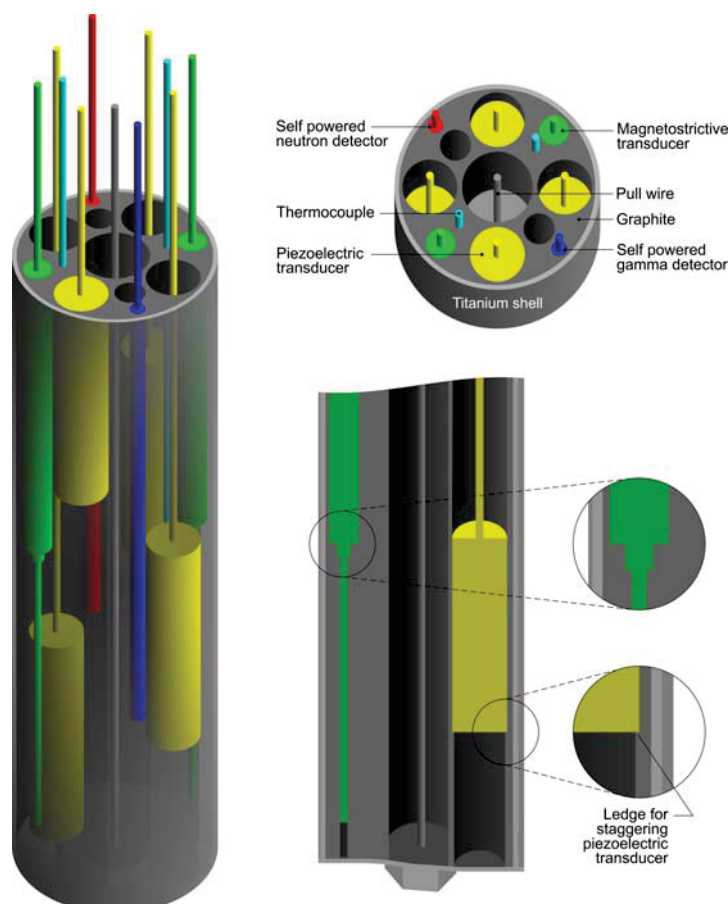 Self powered
neutron detector
Magnetostrictive
transducer
Pull wire
Thermocouple
Graphite
Piezoelectric
transducer
Self powered
gamma detector
Titanium shell
Ledge for
staggering
piezoelectric
transducer